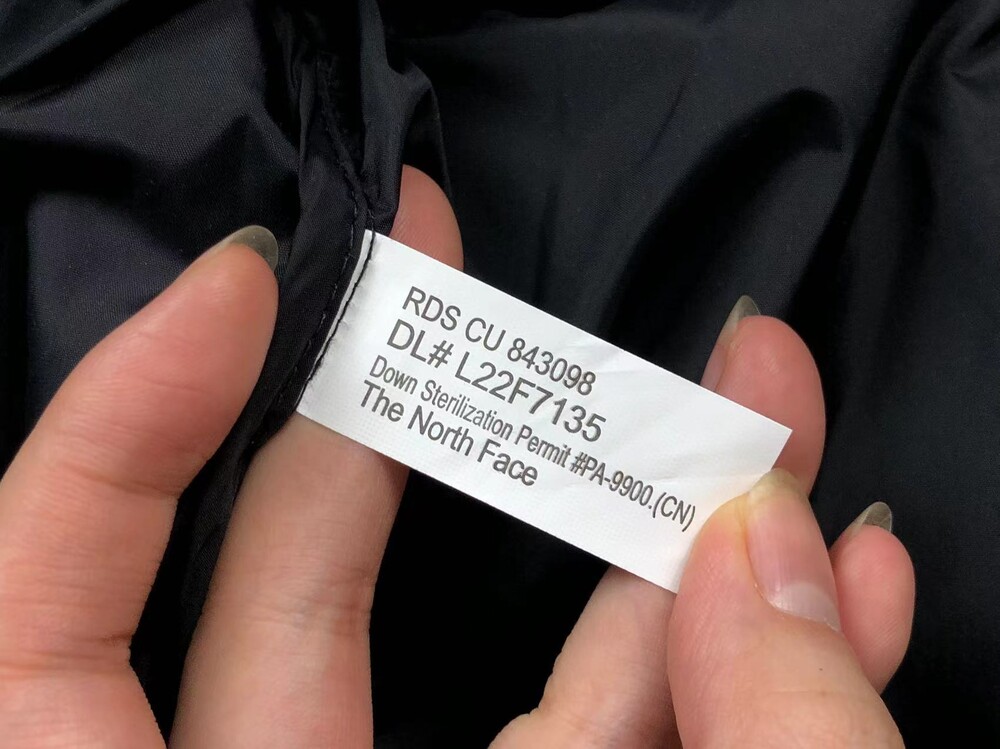 RDS CU 843098
DL# L22F7135
Down Sterilization Permit #PA-9900.(CN)
The North Face